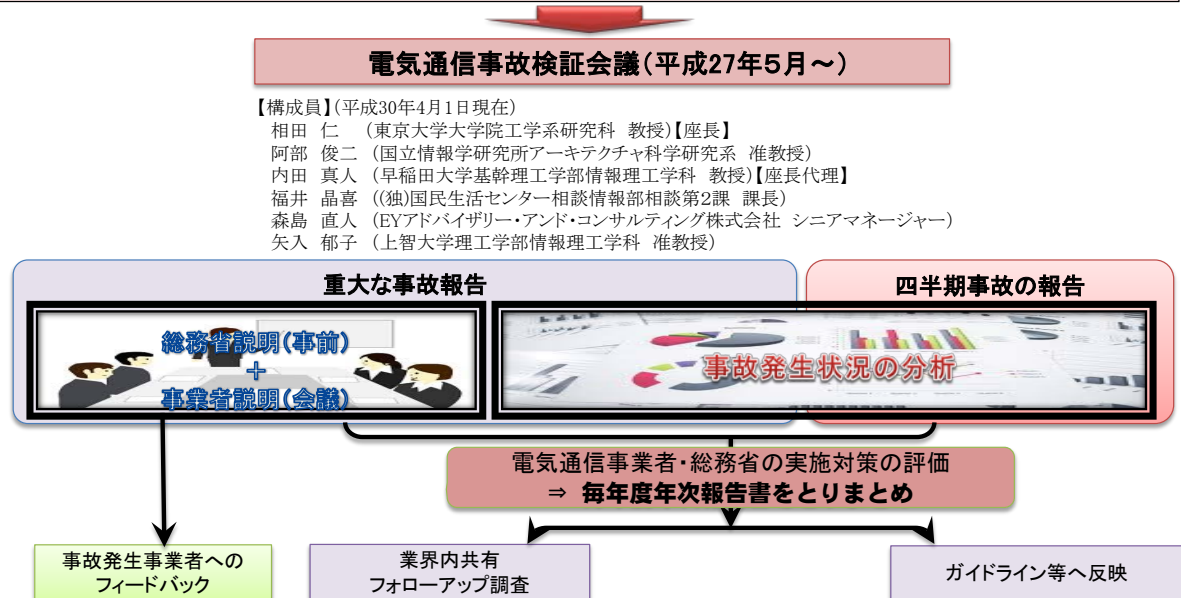 電気通信事故検証会議(平成27年5月～)
【構成員】(平成30年4月1日現在)
相田 仁 (東京大学大学院工学系研究科 教授)【座長】
阿部 俊二 (国立情報学研究所アーキテクチャ科学研究系 准教授)
内田 真人 (早稲田大学基幹理工学部情報理工学科 教授)【座長代理】
福井 晶喜 ((独)国民生活センター相談情報部相談第2課 課長)
森島 直人 (EYアドバイザリー・アンド・コンサルティング株式会社 シニアマネージャー)
矢入 郁子 (上智大学理工学部情報理工学科 准教授)
重大な事故報告
四半期事故の報告
総務省説明(事前)
＋
事業者説明(会議)
事故発生状況の分析
電気通信事業者・総務省の実施対策の評価
⇒ 毎年度年次報告書をとりまとめ
事故発生事業者への
フィードバック
業界内共有
フォローアップ調査
ガイドライン等へ反映